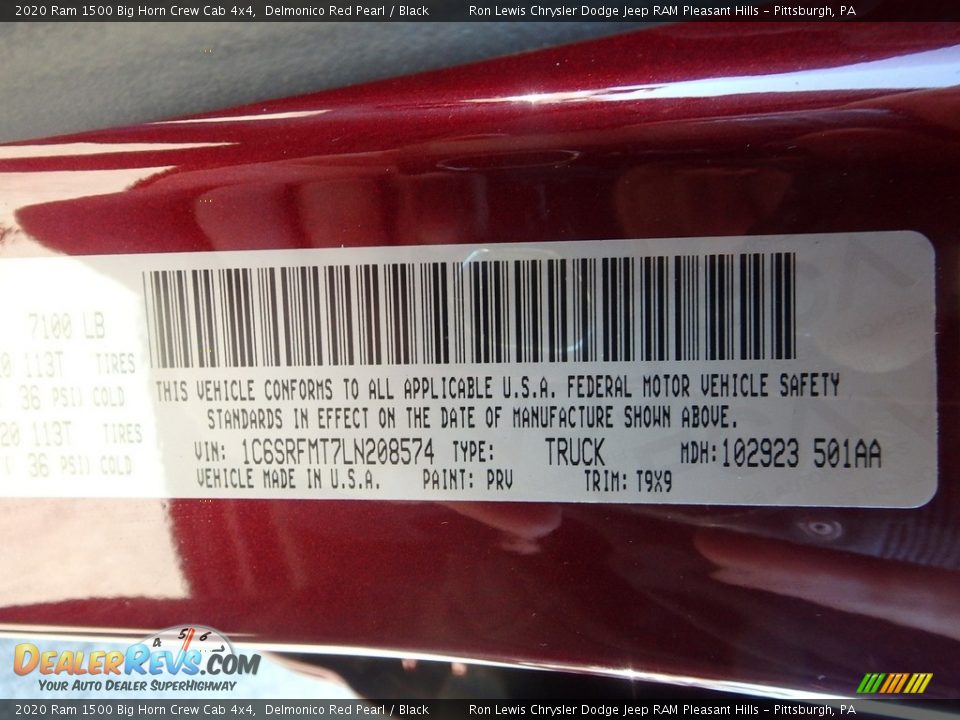 2020 Ram 1500 Big Horn Crew Cab 4x4, Delmonico Red Pearl / Black Ron Lewis Chrysler Dodge Jeep RAM Pleasant Hills - Pittsburgh, PA
7100 LB
20 113T TIRES
36 PSI) COLD
20 113T TIRES
36 PSI) COLD
THIS VEHICLE CONFORMS TO ALL APPLICABLE U.S.A. FEDERAL MOTOR VEHICLE SAFETY
STANDARDS IN EFFECT ON THE DATE OF MANUFACTURE SHOWN ABOVE.
VIN: 1C6SRFMT7LN208574 TYPE: TRUCK MDH: 102923 501AA
VEHICLE MADE IN U.S.A. PAINT: PRV TRIM: T9X9
4 5 6
DEALERREVS.COM
YOUR AUTO DEALER SUPERHIGHWAY
2020 Ram 1500 Big Horn Crew Cab 4x4, Delmonico Red Pearl / Black Ron Lewis Chrysler Dodge Jeep RAM Pleasant Hills - Pittsburgh, PA